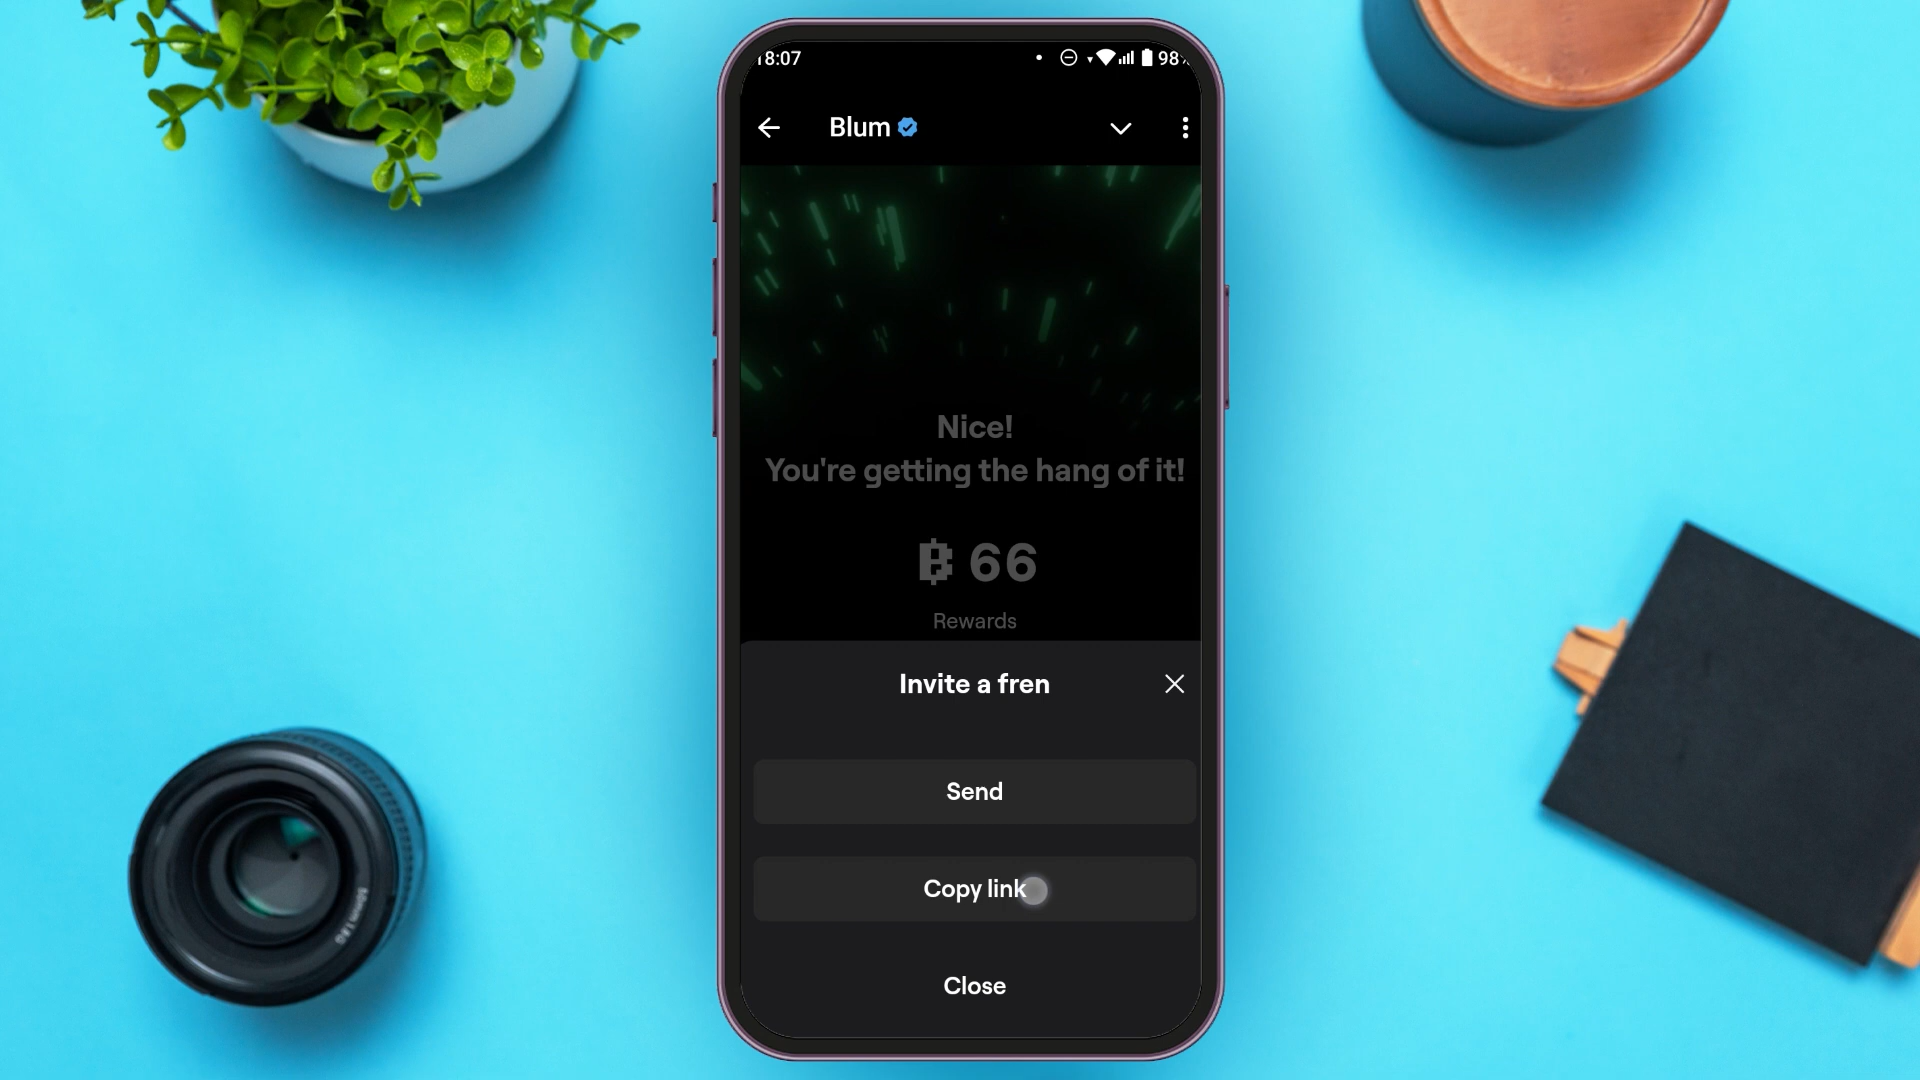 18:07
98%
Blum
Nice!
You're getting the hang of it!
66
Rewards
Invite a fren
Send
Copy link
Close